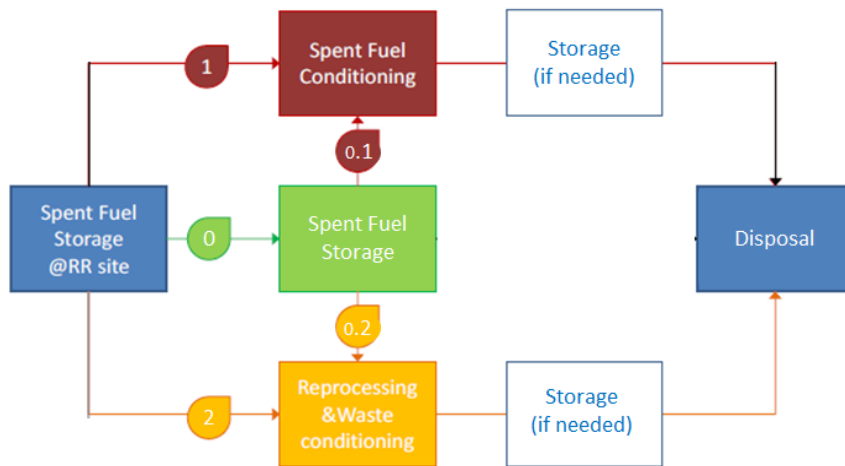 Spent Fuel
Conditioning
Storage
(if needed)
1
0.1
Spent Fuel
Storage
@RR site
0
Spent Fuel
Storage
Disposal
0.2
Reprocessing
&Waste
conditioning
Storage
(if needed)
2